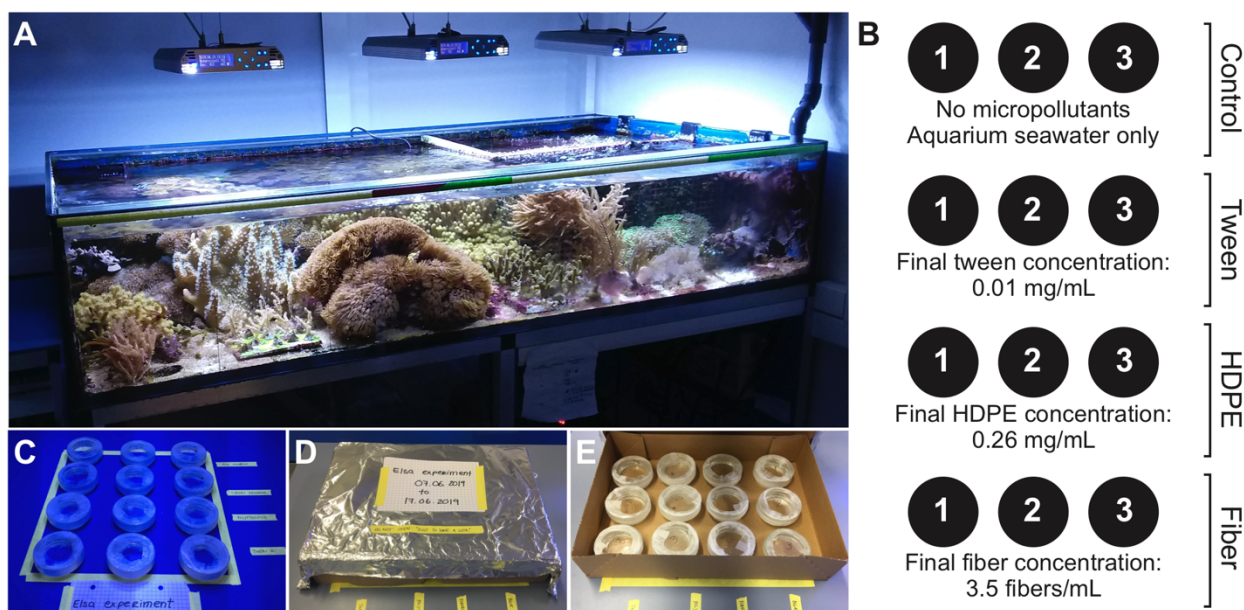 A
B
1 2 3
No micropollutants
Aquarium seawater only
Control
1 2 3
Final tween concentration:
0.01 mg/mL
Tween
1 2 3
Final HDPE concentration:
0.26 mg/mL
HDPE
1 2 3
Final fiber concentration:
3.5 fibers/mL
Fiber
C
Elsa experiment
D
Elsa experiment
07.06 2019
to
17.06.2019
E